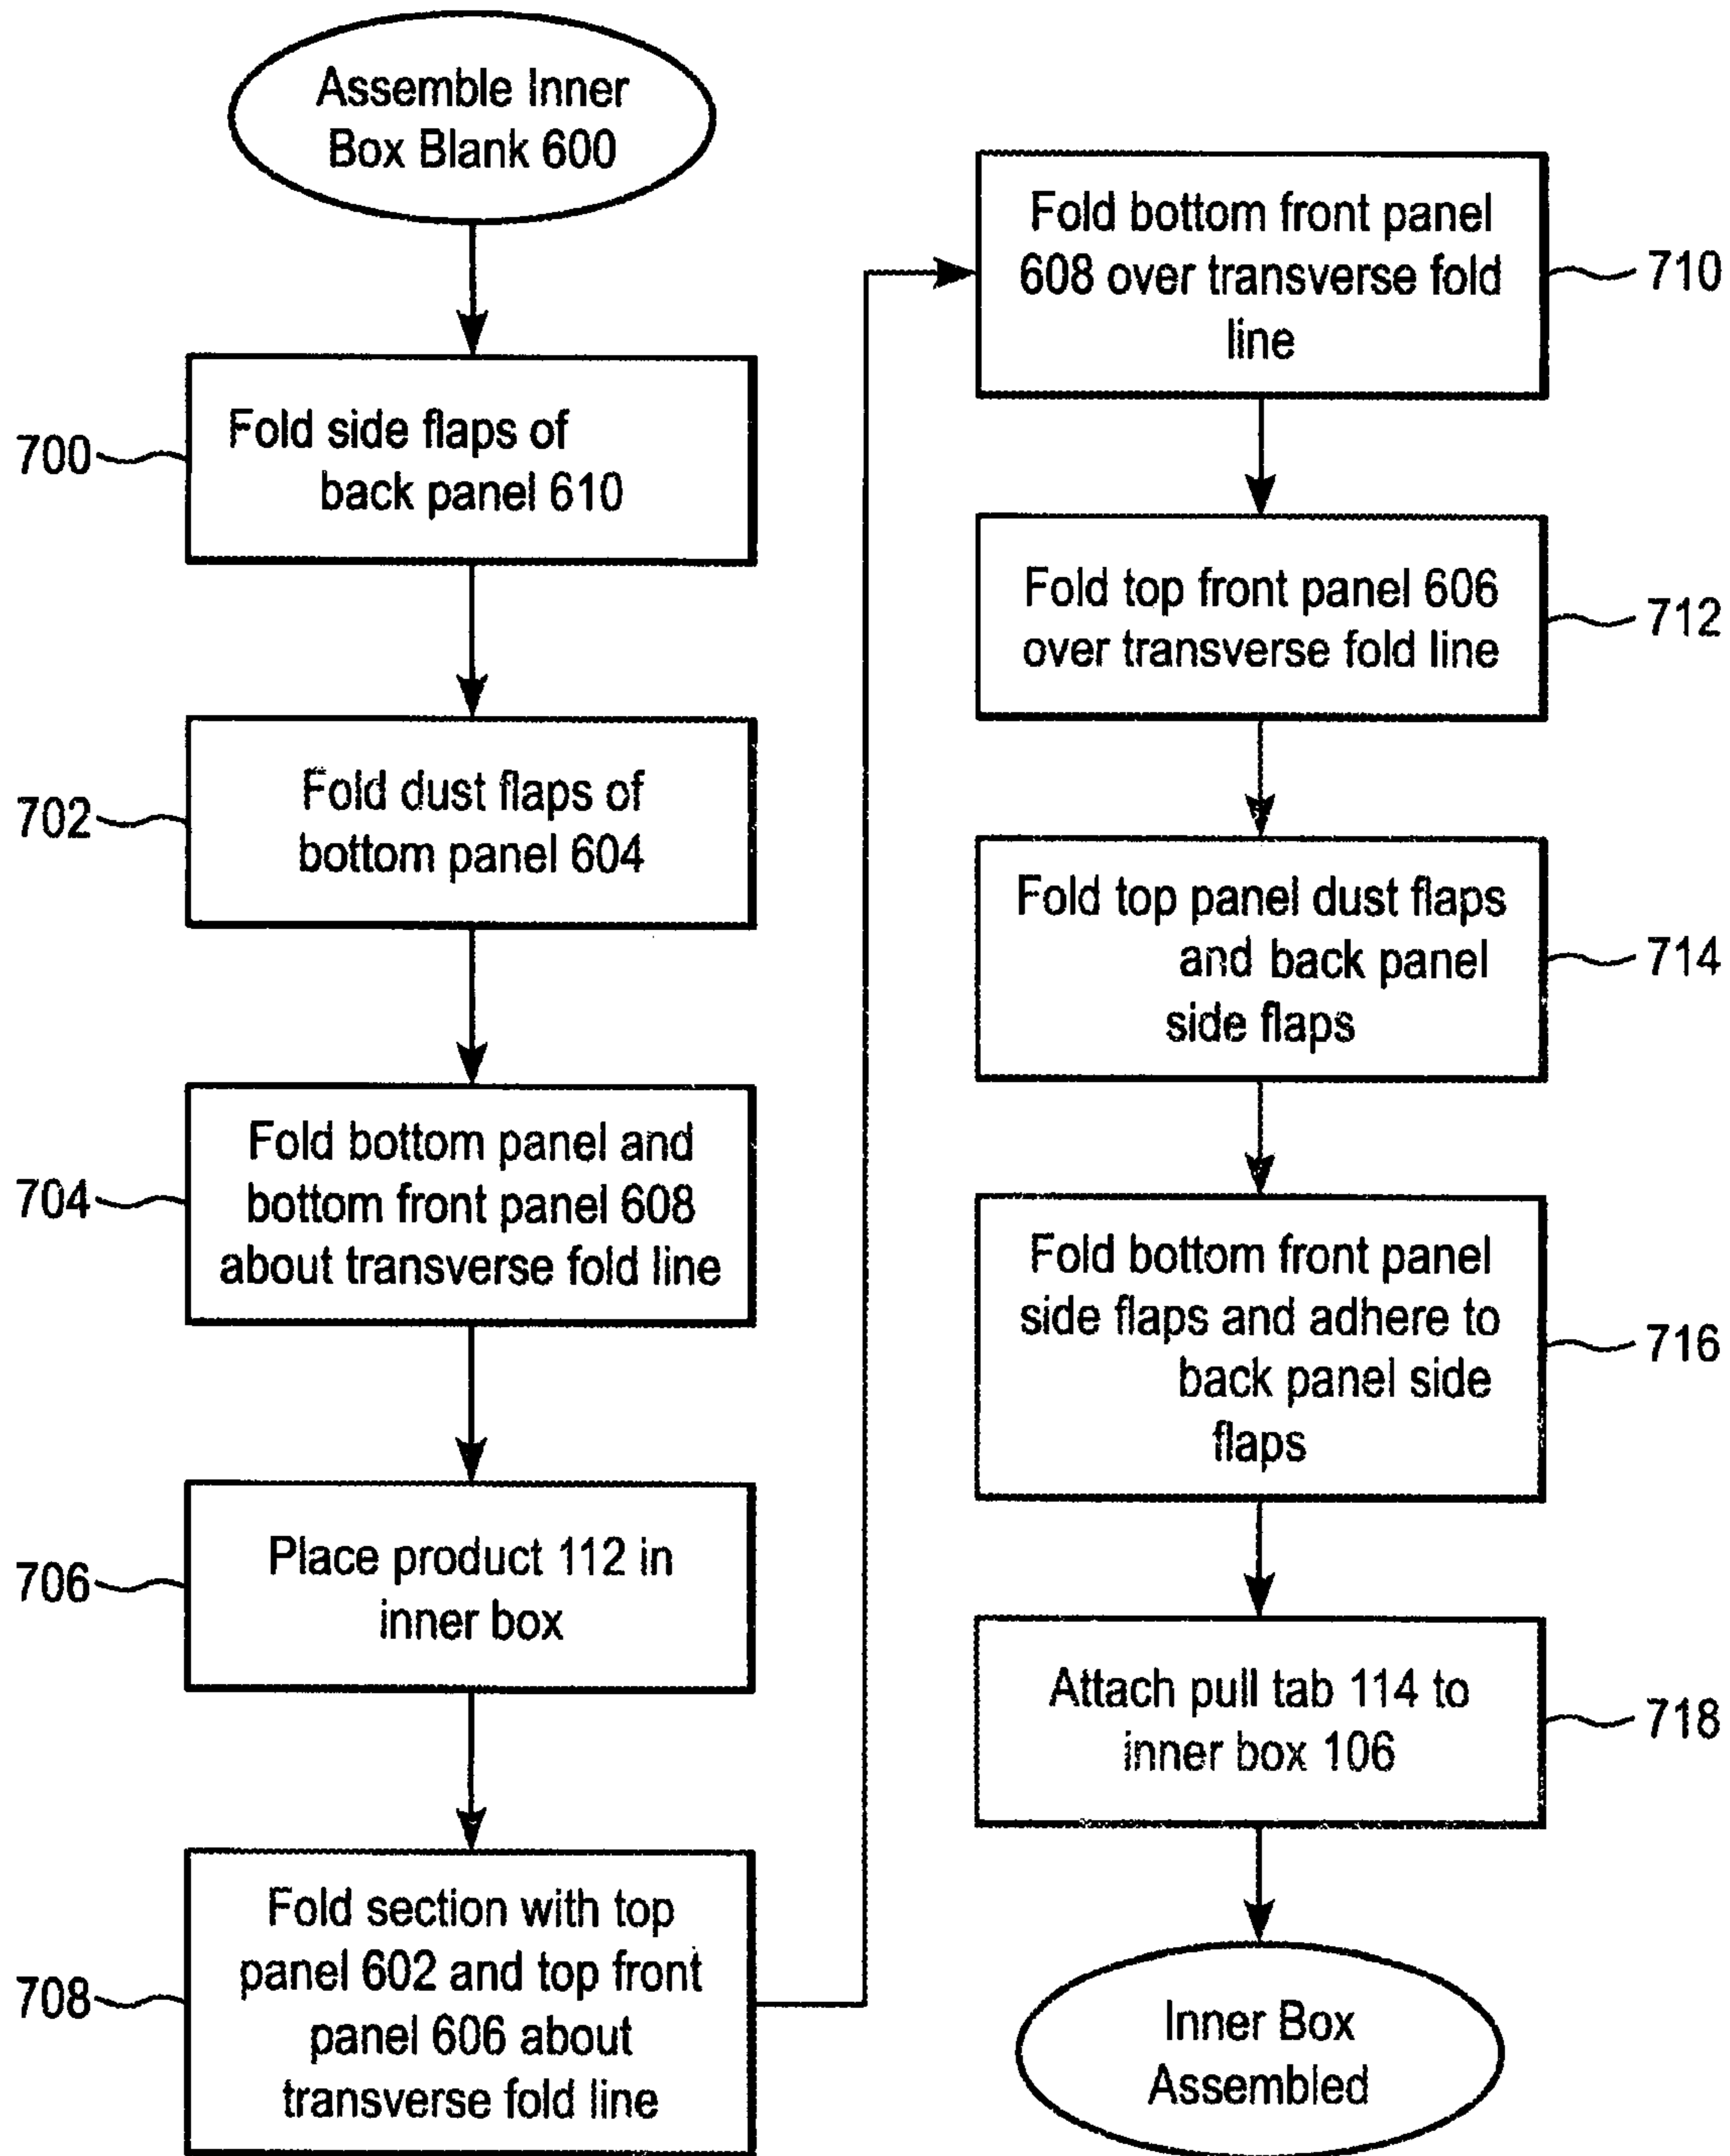 Assemble Inner
Box Blank 600
700
Fold side flaps of
back panel 610
702
Fold dust flaps of
bottom panel 604
704
Fold bottom panel and
bottom front panel 608
about transverse fold line
706
Place product 112 in
inner box
708
Fold section with top
panel 602 and top front
panel 606 about
transverse fold line
Fold bottom front panel
608 over transverse fold
line
710
Fold top front panel 606
over transverse fold line
712
Fold top panel dust flaps
and back panel
side flaps
714
Fold bottom front panel
side flaps and adhere to
back panel side
flaps
716
Attach pull tab 114 to
inner box 106
718
Inner Box
Assembled